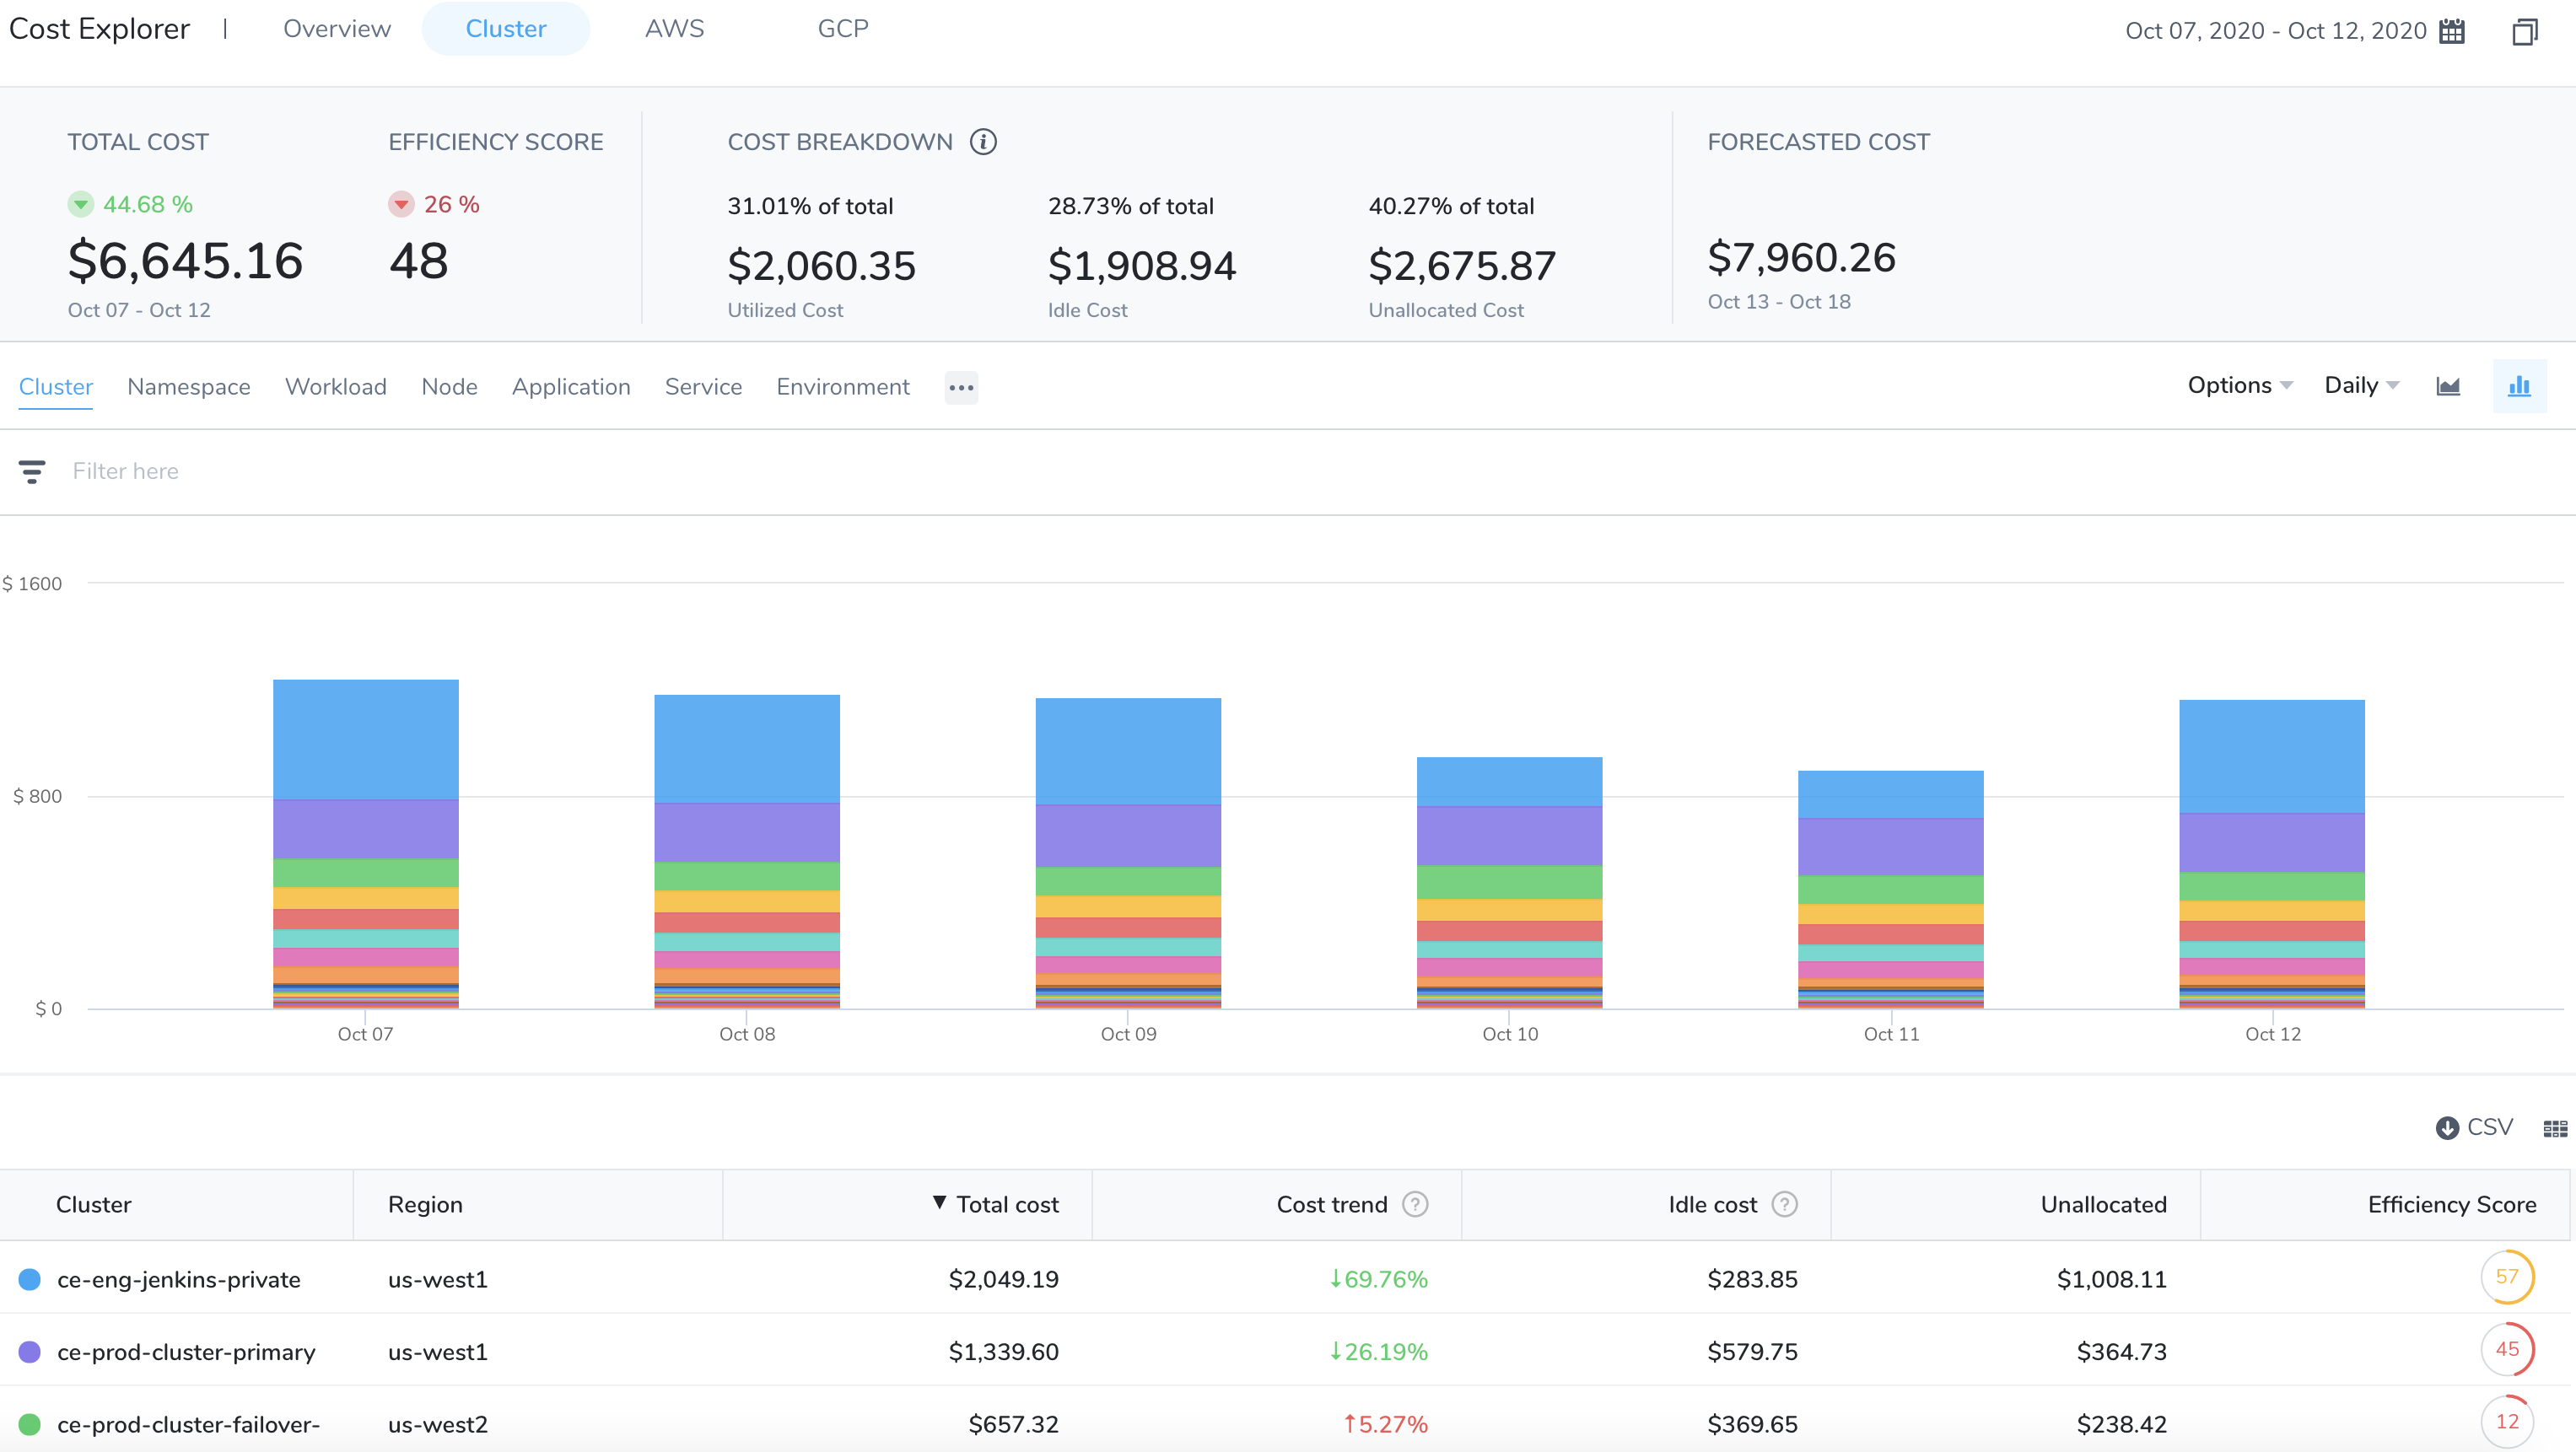 Cost Explorer | Overview Cluster AWS GCP Oct 07, 2020 - Oct 12, 2020
TOTAL COST EFFICIENCY SCORE COST BREAKDOWN i FORECASTED COST
44.68 % 26 % 31.01% of total 28.73% of total 40.27% of total
$6,645.16 48 $2,060.35 $1,908.94 $2,675.87 $7,960.26
Oct 07 - Oct 12 Utilized Cost Idle Cost Unallocated Cost Oct 13 - Oct 18
Cluster Namespace Workload Node Application Service Environment ••• Options Daily
Filter here
$ 1600
$ 800
$ 0
Oct 07 Oct 08 Oct 09 Oct 10 Oct 11 Oct 12
CSV
Cluster Region ▼ Total cost Cost trend ? Idle cost ? Unallocated Efficiency Score
ce-eng-jenkins-private us-west1 $2,049.19 ↓69.76% $283.85 $1,008.11 57
ce-prod-cluster-primary us-west1 $1,339.60 ↓26.19% $579.75 $364.73 45
ce-prod-cluster-failover- us-west2 $657.32 ↑5.27% $369.65 $238.42 12